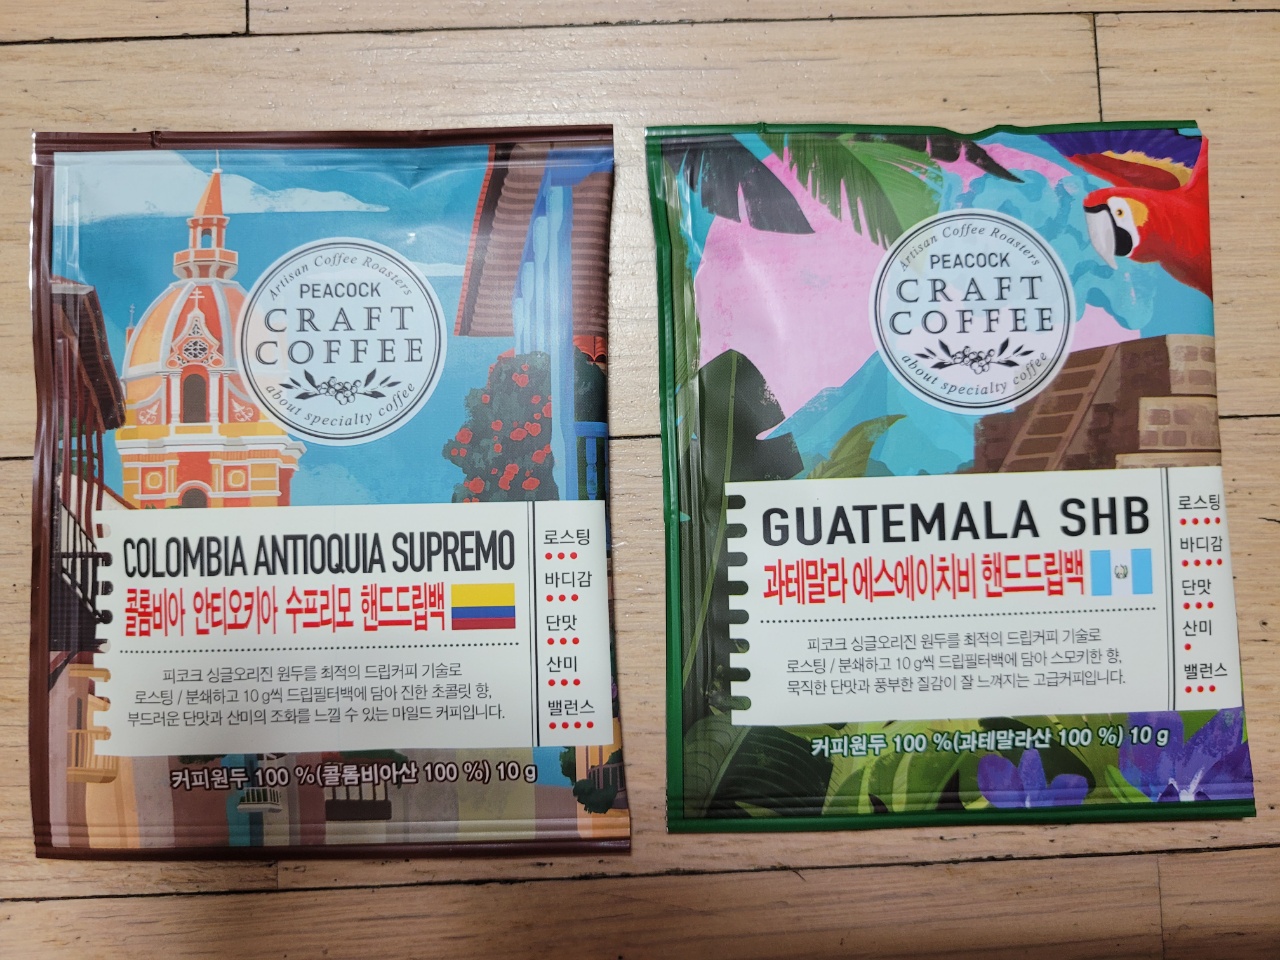 Artisan Coffee Roasters
PEACOCK
CRAFT
COFFEE
about specialty coffee
COLOMBIA ANTIOQUIA SUPREMO
콜롬비아 안티오키아 수프리모 핸드드립백
피코크 싱글오리진 원두를 최적의 드립커피 기술로
로스팅 / 분쇄하고 10 g씩 드립필터백에 담아 진한 초콜릿 향,
부드러운 단맛과 산미의 조화를 느낄 수 있는 마일드 커피입니다.
로스팅
바디감
단맛
산미
밸런스
커피원두 100 %(콜롬비아산 100 %) 10 g
Artisan Coffee Roasters
PEACOCK
CRAFT
COFFEE
about specialty coffee
GUATEMALA SHB
과테말라 에스에이치비 핸드드립백
피코크 싱글오리진 원두를 최적의 드립커피 기술로
로스팅 / 분쇄하고 10 g씩 드립필터백에 담아 스모키한 향,
묵직한 단맛과 풍부한 질감이 잘 느껴지는 고급커피입니다.
로스팅
바디감
단맛
산미
밸런스
커피원두 100 %(과테말라산 100 %) 10 g